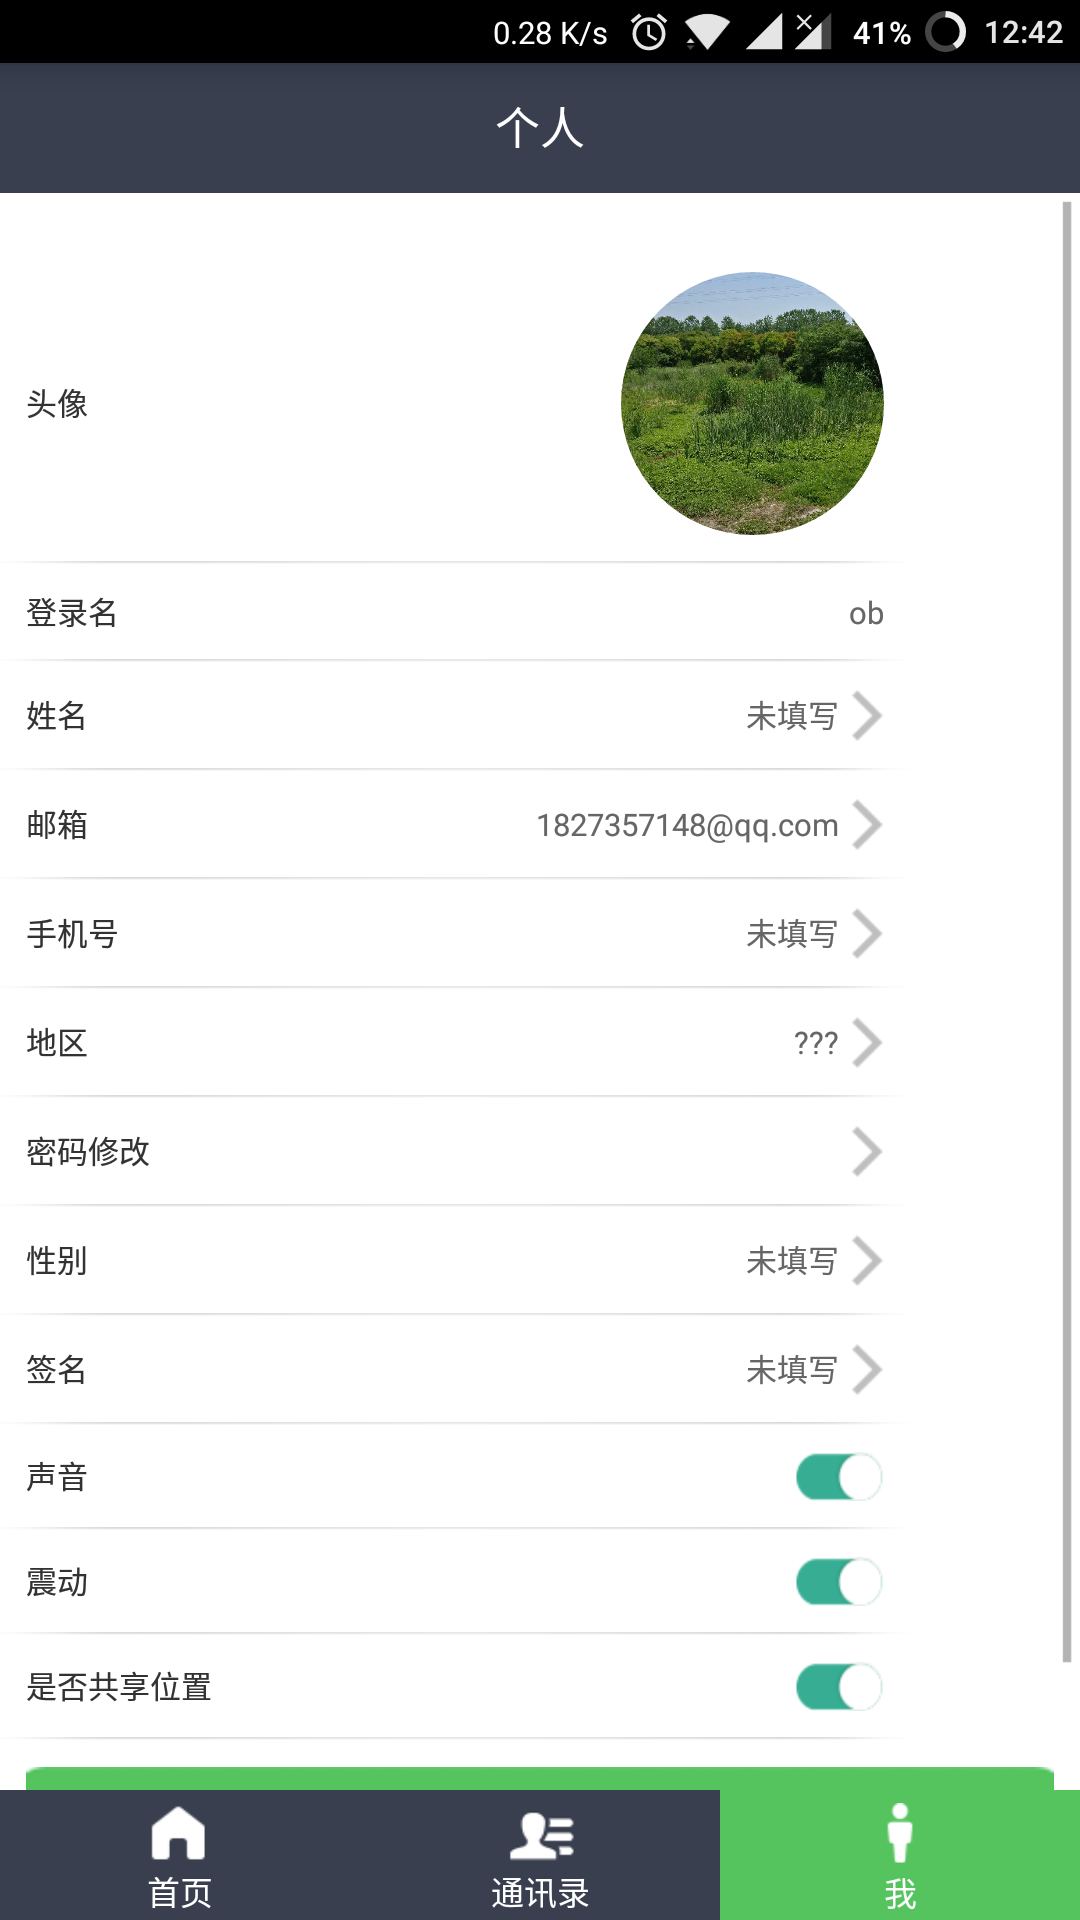 0.28 K/s 41% 12:42
个人
头像
登录名 ob
姓名 未填写
邮箱 1827357148@qq.com
手机号 未填写
地区 ???
密码修改
性别 未填写
签名 未填写
声音
震动
是否共享位置
首页 通讯录 我